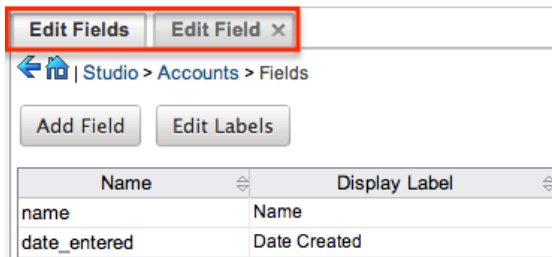 Edit Fields Edit Field ×
| Studio > Accounts > Fields
Add Field Edit Labels
Name Display Label
name Name
date_entered Date Created